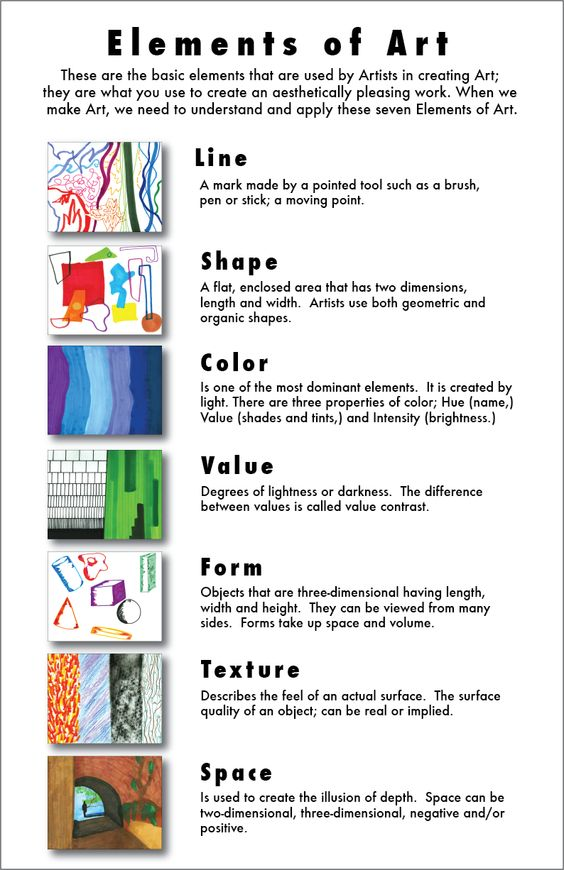 Elements of Art
These are the basic elements that are used by Artists in creating Art;
they are what you use to create an aesthetically pleasing work. When we
make Art, we need to understand and apply these seven Elements of Art.
Line
A mark made by a pointed tool such as a brush,
pen or stick; a moving point.
Shape
A flat, enclosed area that has two dimensions,
length and width. Artists use both geometric and
organic shapes.
Color
Is one of the most dominant elements. It is created by
light. There are three properties of color; Hue (name,)
Value (shades and tints,) and Intensity (brightness.)
Value
Degrees of lightness or darkness. The difference
between values is called value contrast.
Form
Objects that are three-dimensional having length,
width and height. They can be viewed from many
sides. Forms take up space and volume.
Texture
Describes the feel of an actual surface. The surface
quality of an object; can be real or implied.
Space
Is used to create the illusion of depth. Space can be
two-dimensional, three-dimensional, negative and/or
positive.